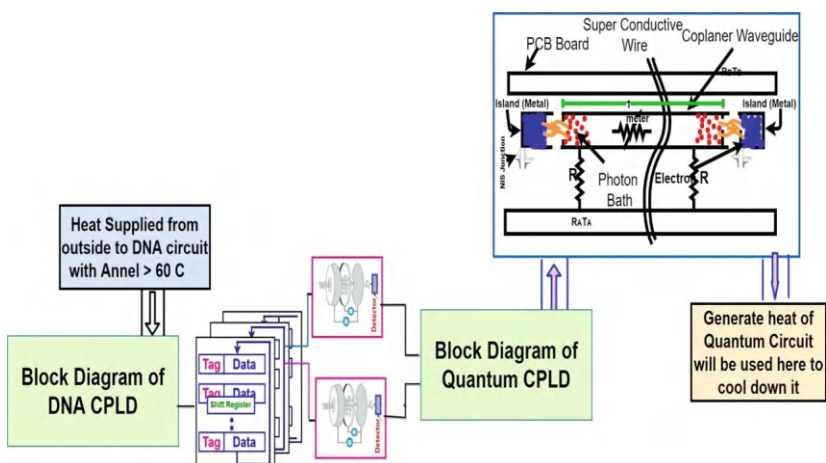 Super Conductive
Wire
PCB Board
Coplaner Waveguide
Island (Metal)
Island (Metal)
1
meter
NIS Junction
R
Photon
Bath
Electron
R
RATA
Heat Supplied from
outside to DNA circuit
with Annel > 60 C
Block Diagram of
DNA CPLD
Tag Data
Tag Data
Shift Register
Tag Data
Detector
Detector
Block Diagram of
Quantum CPLD
Generate heat of
Quantum Circuit
will be used here to
cool down it